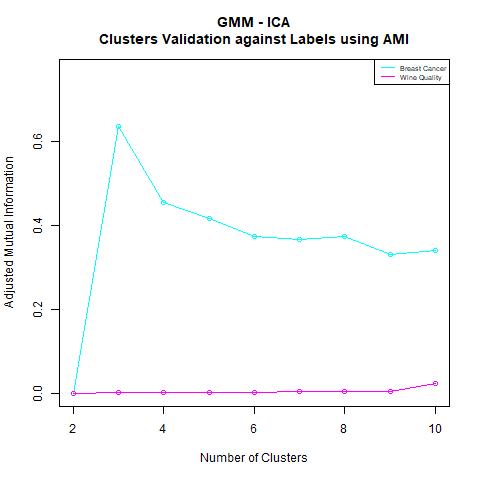 GMM - ICA
Clusters Validation against Labels using AMI
Breast Cancer
Wine Quality
Adjusted Mutual Information
0.0
0.2
0.4
0.6
2
4
6
8
10
Number of Clusters